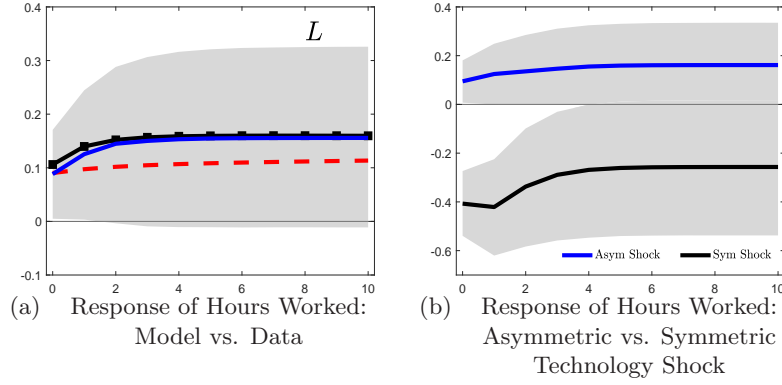 L
0.4
0.3
0.2
0.1
0
-0.1
0 2 4 6 8 10
0.4
0.2
0
-0.2
-0.4
-0.6
Asym Shock Sym Shock
0 2 4 6 8 10
(a) Response of Hours Worked:
Model vs. Data
(b) Response of Hours Worked:
Asymmetric vs. Symmetric
Technology Shock